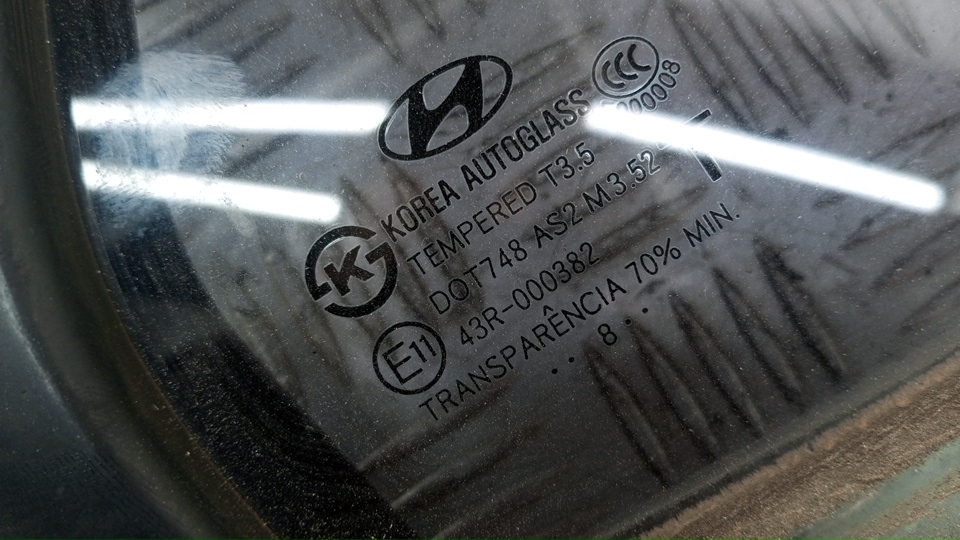 CCC
KOREA AUTOGLASS
TEMPERED T3.5
DOT748 AS2 M3.52
43R-000382
E11
TRANSPARÊNCIA 70% MIN.
. 8 . .
K